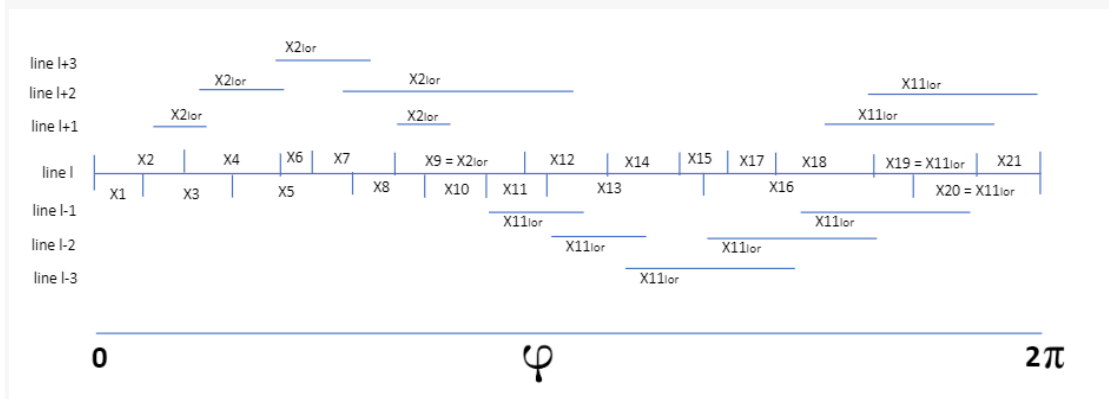 X2lor
line l+3
X2lor X2lor X11lor
line l+2
X2lor X2lor X11lor
line l+1
X2 X4 X6 X7 X9 = X2lor X12 X14 X15 X17 X18 X19 = X11lor X21
line l
X1 X3 X5 X8 X10 X11 X13 X16 X20 = X11lor
line l-1
X11lor X11lor
line l-2
X11lor X11lor
line l-3 X11lor
0 φ 2π